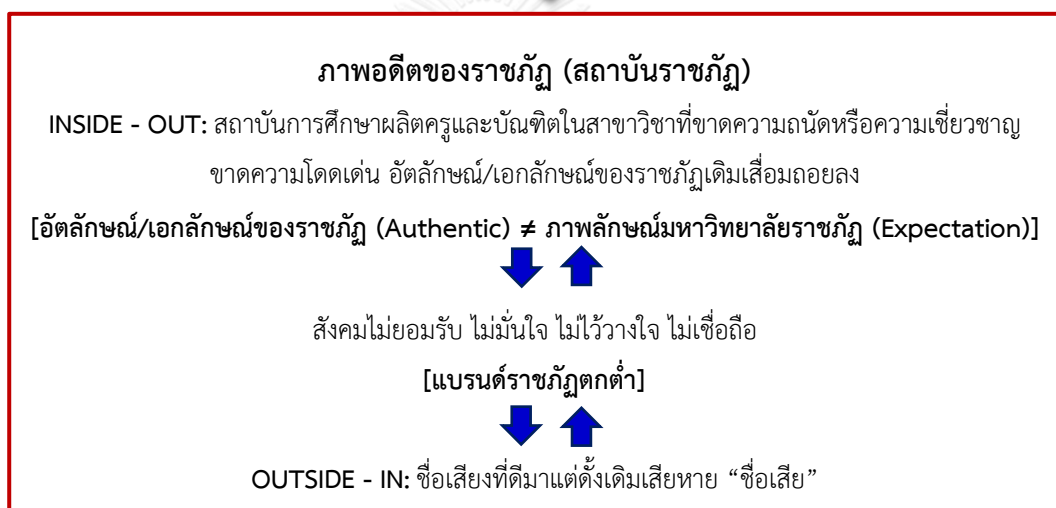 ภาพอดีตของราชภัฏ (สถาบันราชภัฏ)
INSIDE - OUT: สถาบันการศึกษาผลิตครูและบัณฑิตในสาขาวิชาที่ขาดความถนัดหรือความเชี่ยวชาญ
ขาดความโดดเด่น อัตลักษณ์/เอกลักษณ์ของราชภัฏเดิมเสื่อมถอยลง
[อัตลักษณ์/เอกลักษณ์ของราชภัฏ (Authentic) ≠ ภาพลักษณ์มหาวิทยาลัยราชภัฏ (Expectation)]
สังคมไม่ยอมรับ ไม่มั่นใจ ไม่ไว้วางใจ ไม่เชื่อถือ
[แบรนด์ราชภัฏตกต่ำ]
OUTSIDE - IN: ชื่อเสียงที่ดีมาแต่ดั้งเดิมเสียหาย “ชื่อเสีย”